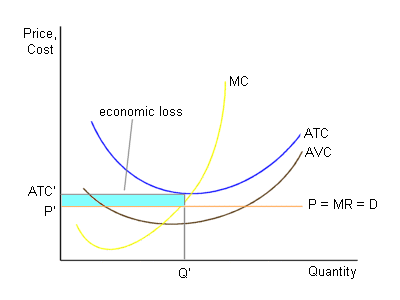 Price,
Cost
MC
economic loss
ATC
AVC
ATC'
P'
P = MR = D
Q'
Quantity